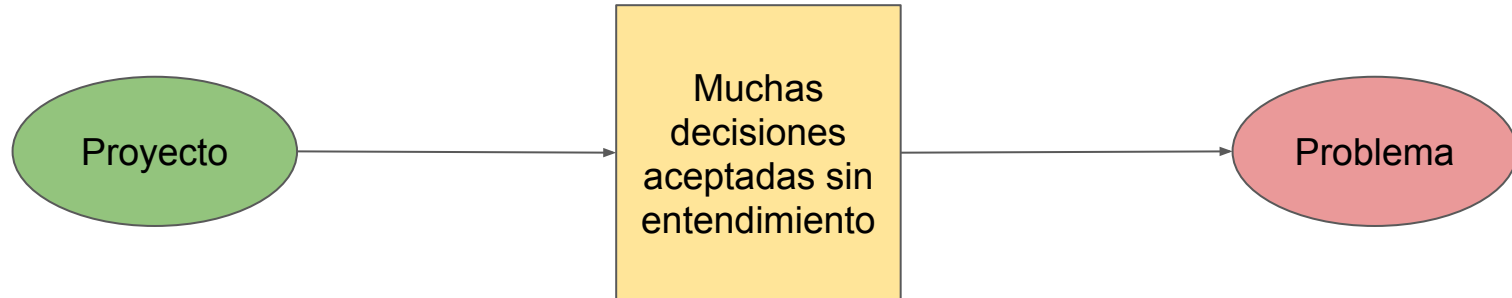 Proyecto
Muchas
decisiones
aceptadas sin
entendimiento
Problema